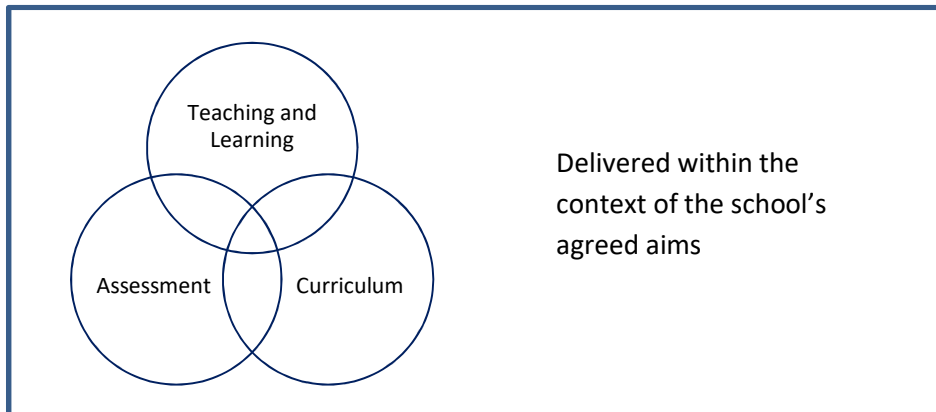 Teaching and
Learning
Assessment
Curriculum
Delivered within the
context of the school’s
agreed aims